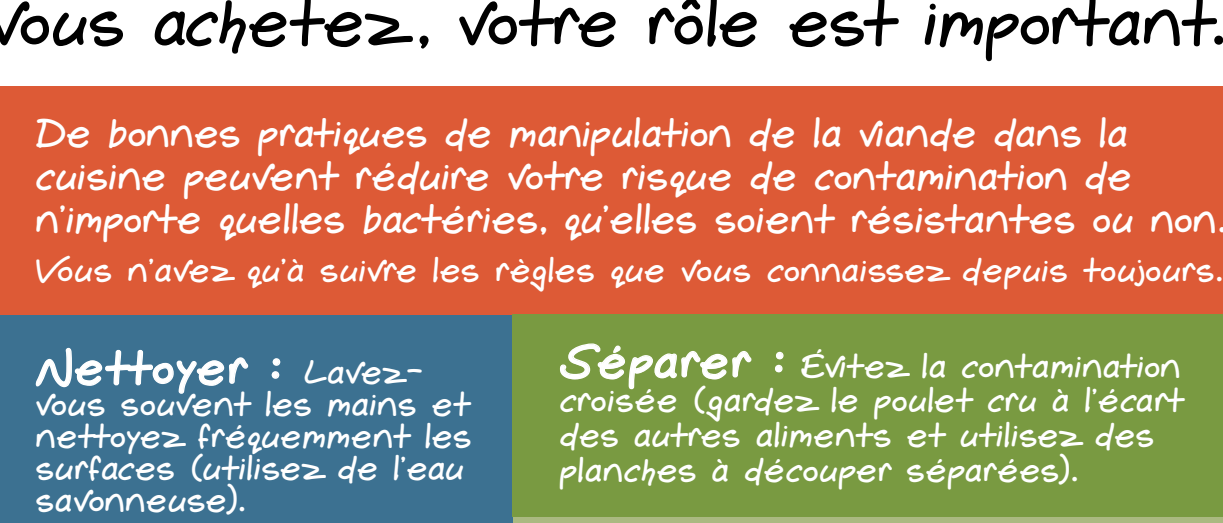 vous achetez, votre rôle est important.
De bonnes pratiques de manipulation de la viande dans la
cuisine peuvent réduire votre risque de contamination de
n'importe quelles bactéries, qu'elles soient résistantes ou non.
Vous n'avez qu'à suivre les règles que vous connaissez depuis toujours.
Nettoyer : Lavez-
vous souvent les mains et
nettoyez fréquemment les
surfaces (utilisez de l'eau
savonneuse).
Séparer : Évitez la contamination
croisée (gardez le poulet cru à l'écart
des autres aliments et utilisez des
planches à découper séparées).